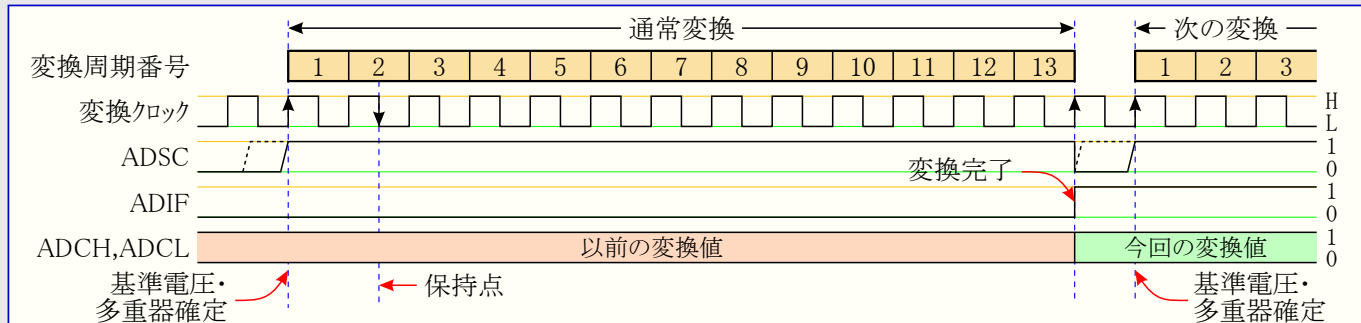 通常変換
次の変換
変換周期番号
1 2 3 4 5 6 7 8 9 10 11 12 13
1 2 3
変換ｸﾛｯｸ
H
L
ADSC
1
0
変換完了
ADIF
1
0
ADCH,ADCL
以前の変換値
今回の変換値
1
0
基準電圧・
多重器確定
保持点
基準電圧・
多重器確定